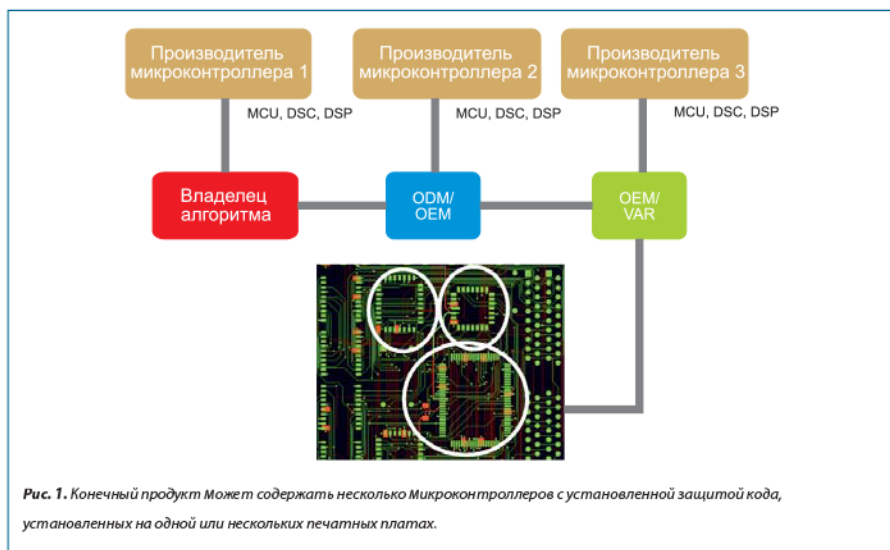 Производитель
микроконтроллера 1
Производитель
микроконтроллера 2
Производитель
микроконтроллера 3
MCU, DSC, DSP
MCU, DSC, DSP
MCU, DSC, DSP
Владелец
алгоритма
ODM/
OEM
OEM/
VAR
Рис. 1. Конечный продукт может содержать несколько микроконтроллеров с установленной защитой кода,
установленных на одной или нескольких печатных платах.